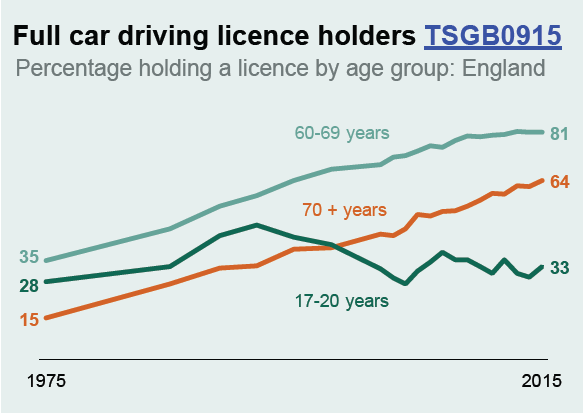 Full car driving licence holders TSGB0915
Percentage holding a licence by age group: England
60-69 years
81
70 + years
64
35
28
33
17-20 years
15
1975
2015